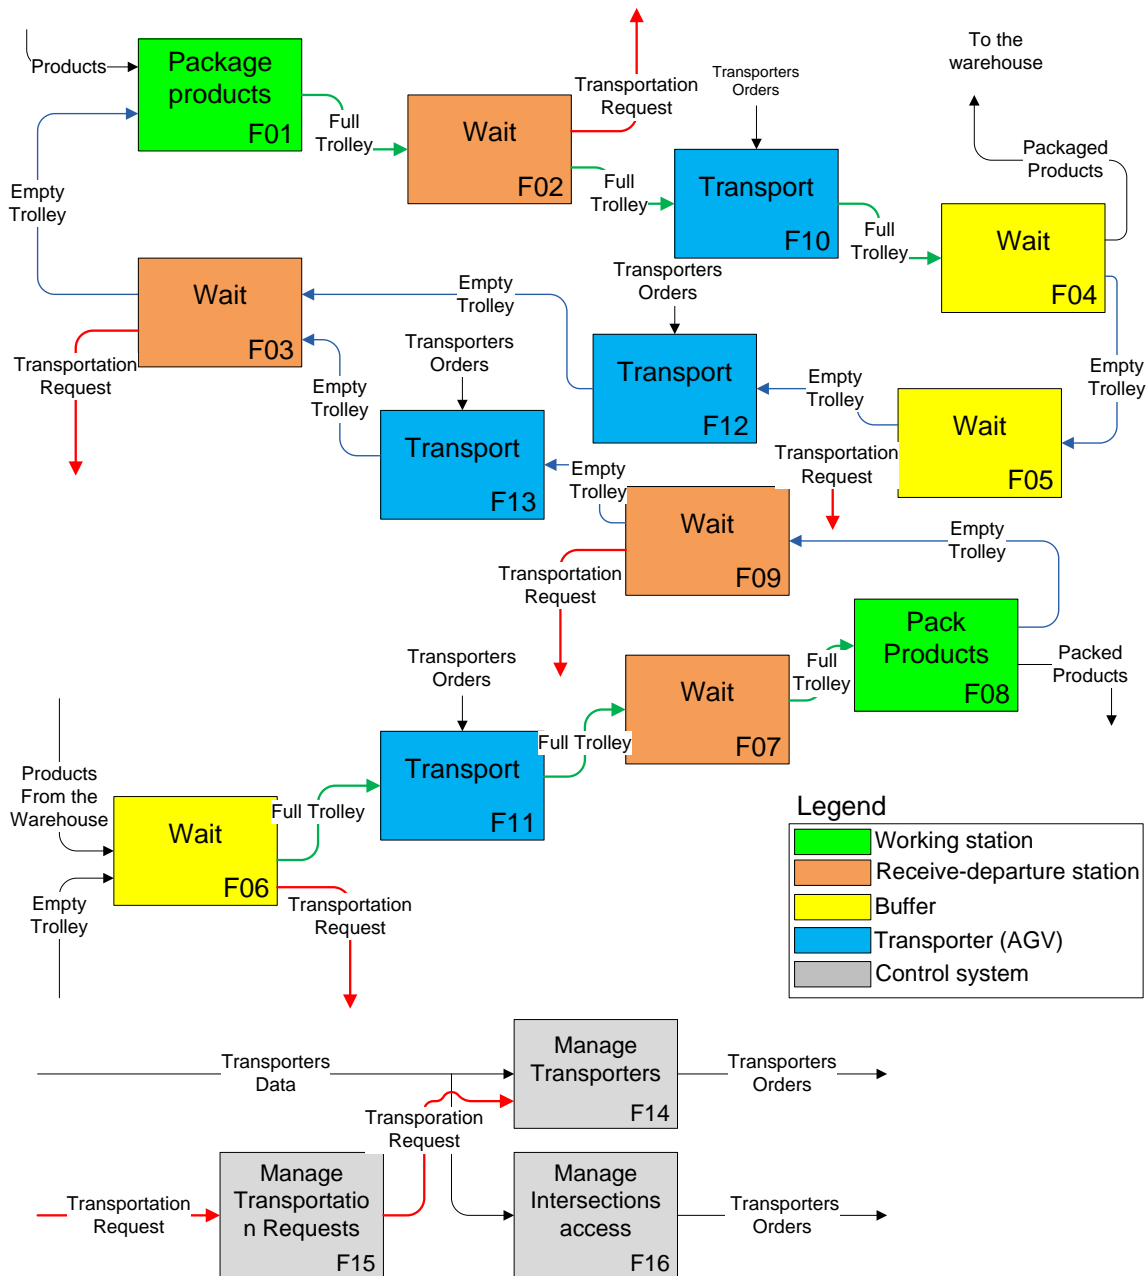 Products
Package
products
F01
Full
Trolley
Wait
F02
Transportation
Request
Transporters
Orders
Full
Trolley
Transport
F10
Full
Trolley
To the
warehouse
Packaged
Products
Wait
F04
Empty
Trolley
Wait
F03
Transportation
Request
Empty
Trolley
Transporters
Orders
Transport
F12
Empty
Trolley
Empty
Trolley
Wait
F05
Empty
Trolley
Transporters
Orders
Transport
F13
Empty
Trolley
Transportation
Request
Empty
Trolley
Wait
F09
Transportation
Request
Empty
Trolley
Pack
Products
F08
Packed
Products
Full
Trolley
Wait
F07
Transporters
Orders
Transport
F11
Full Trolley
Products
From the
Warehouse
Empty
Trolley
Wait
F06
Full Trolley
Transportation
Request
Legend
Working station
Receive-departure station
Buffer
Transporter (AGV)
Control system
Transporters
Data
Manage
Transporters
F14
Transporters
Orders
Transporation
Request
Transportation
Request
Manage
Transportatio
n Requests
F15
Manage
Intersections
access
F16
Transporters
Orders